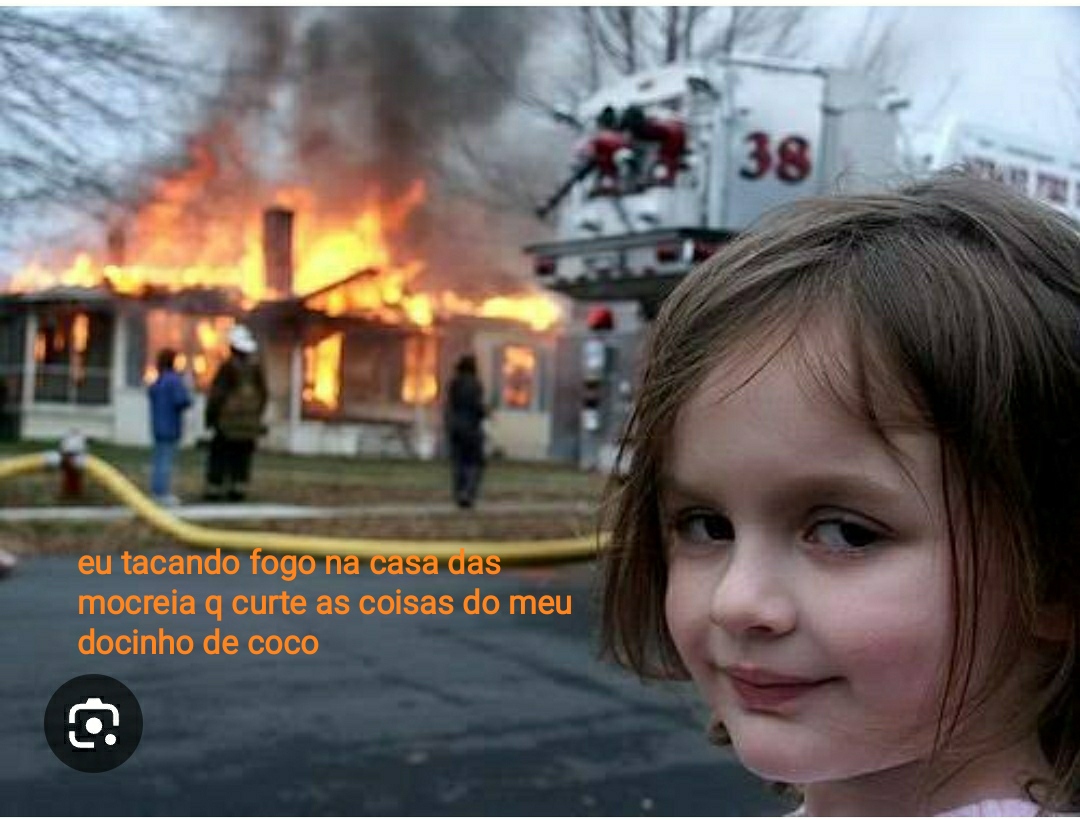 38
eu tacando fogo na casa das
mocreia q curte as coisas do meu
docinho de coco